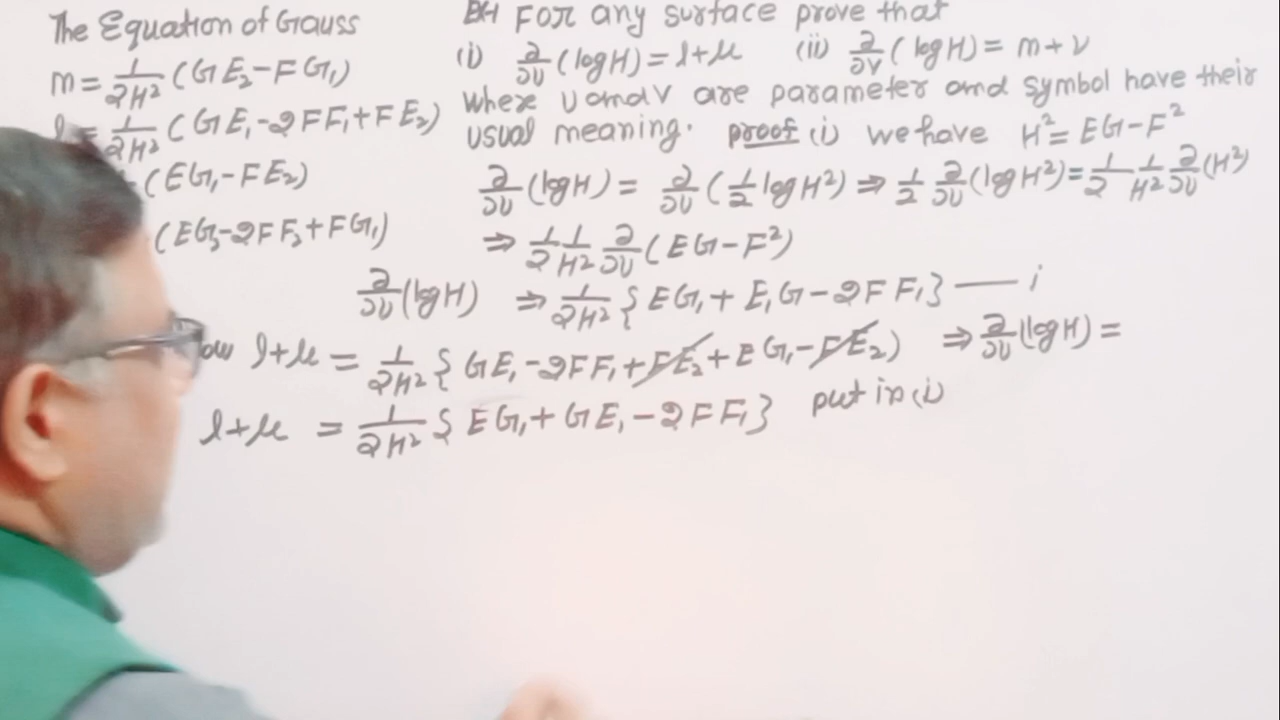 The Equation of Gauss
m = 1/2H² (GE₂ - FG₁)
= 1/2H² (GE₁ - 2FF₁ + FE₂)
(EG₁ - FE₂)
(EG₂ - 2FF₂ + FG₁)
For any surface prove that
(i) ∂/∂U (log H) = l + μ (ii) ∂/∂V (log H) = m + ν
where U and V are parameter and symbol have their
usual meaning. proof (i) we have H² = EG - F²
∂/∂U (log H) = ∂/∂U (1/2 log H²) ⇒ 1/2 ∂/∂U (log H²) = 1/2 1/H² ∂/∂U (H²)
⇒ 1/2 1/H² ∂/∂U (EG - F²)
∂/∂U (log H) ⇒ 1/2H² { EG₁ + E₁G - 2F F₁ } — i
ow l + μ = 1/2H² { GE₁ - 2FF₁ + FE₂ + EG₁ - FE₂ ) ⇒ ∂/∂U (log H) =
l + μ = 1/2H² { EG₁ + GE₁ - 2FF₁ } put in (i)